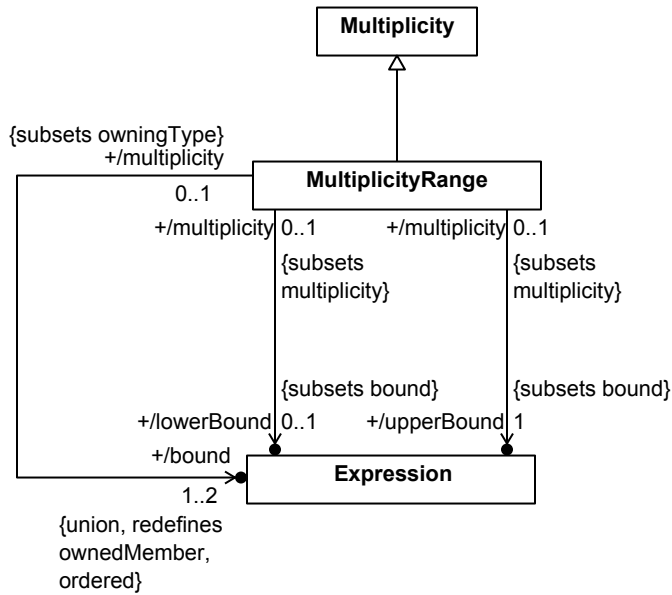 Multiplicity
{subsets owningType}
+/multiplicity
0..1
MultiplicityRange
+/multiplicity 0..1
{subsets
multiplicity}
+/multiplicity 0..1
{subsets
multiplicity}
{subsets bound}
+/lowerBound 0..1
{subsets bound}
+/upperBound 1
+/bound
1..2
Expression
{union, redefines
ownedMember,
ordered}